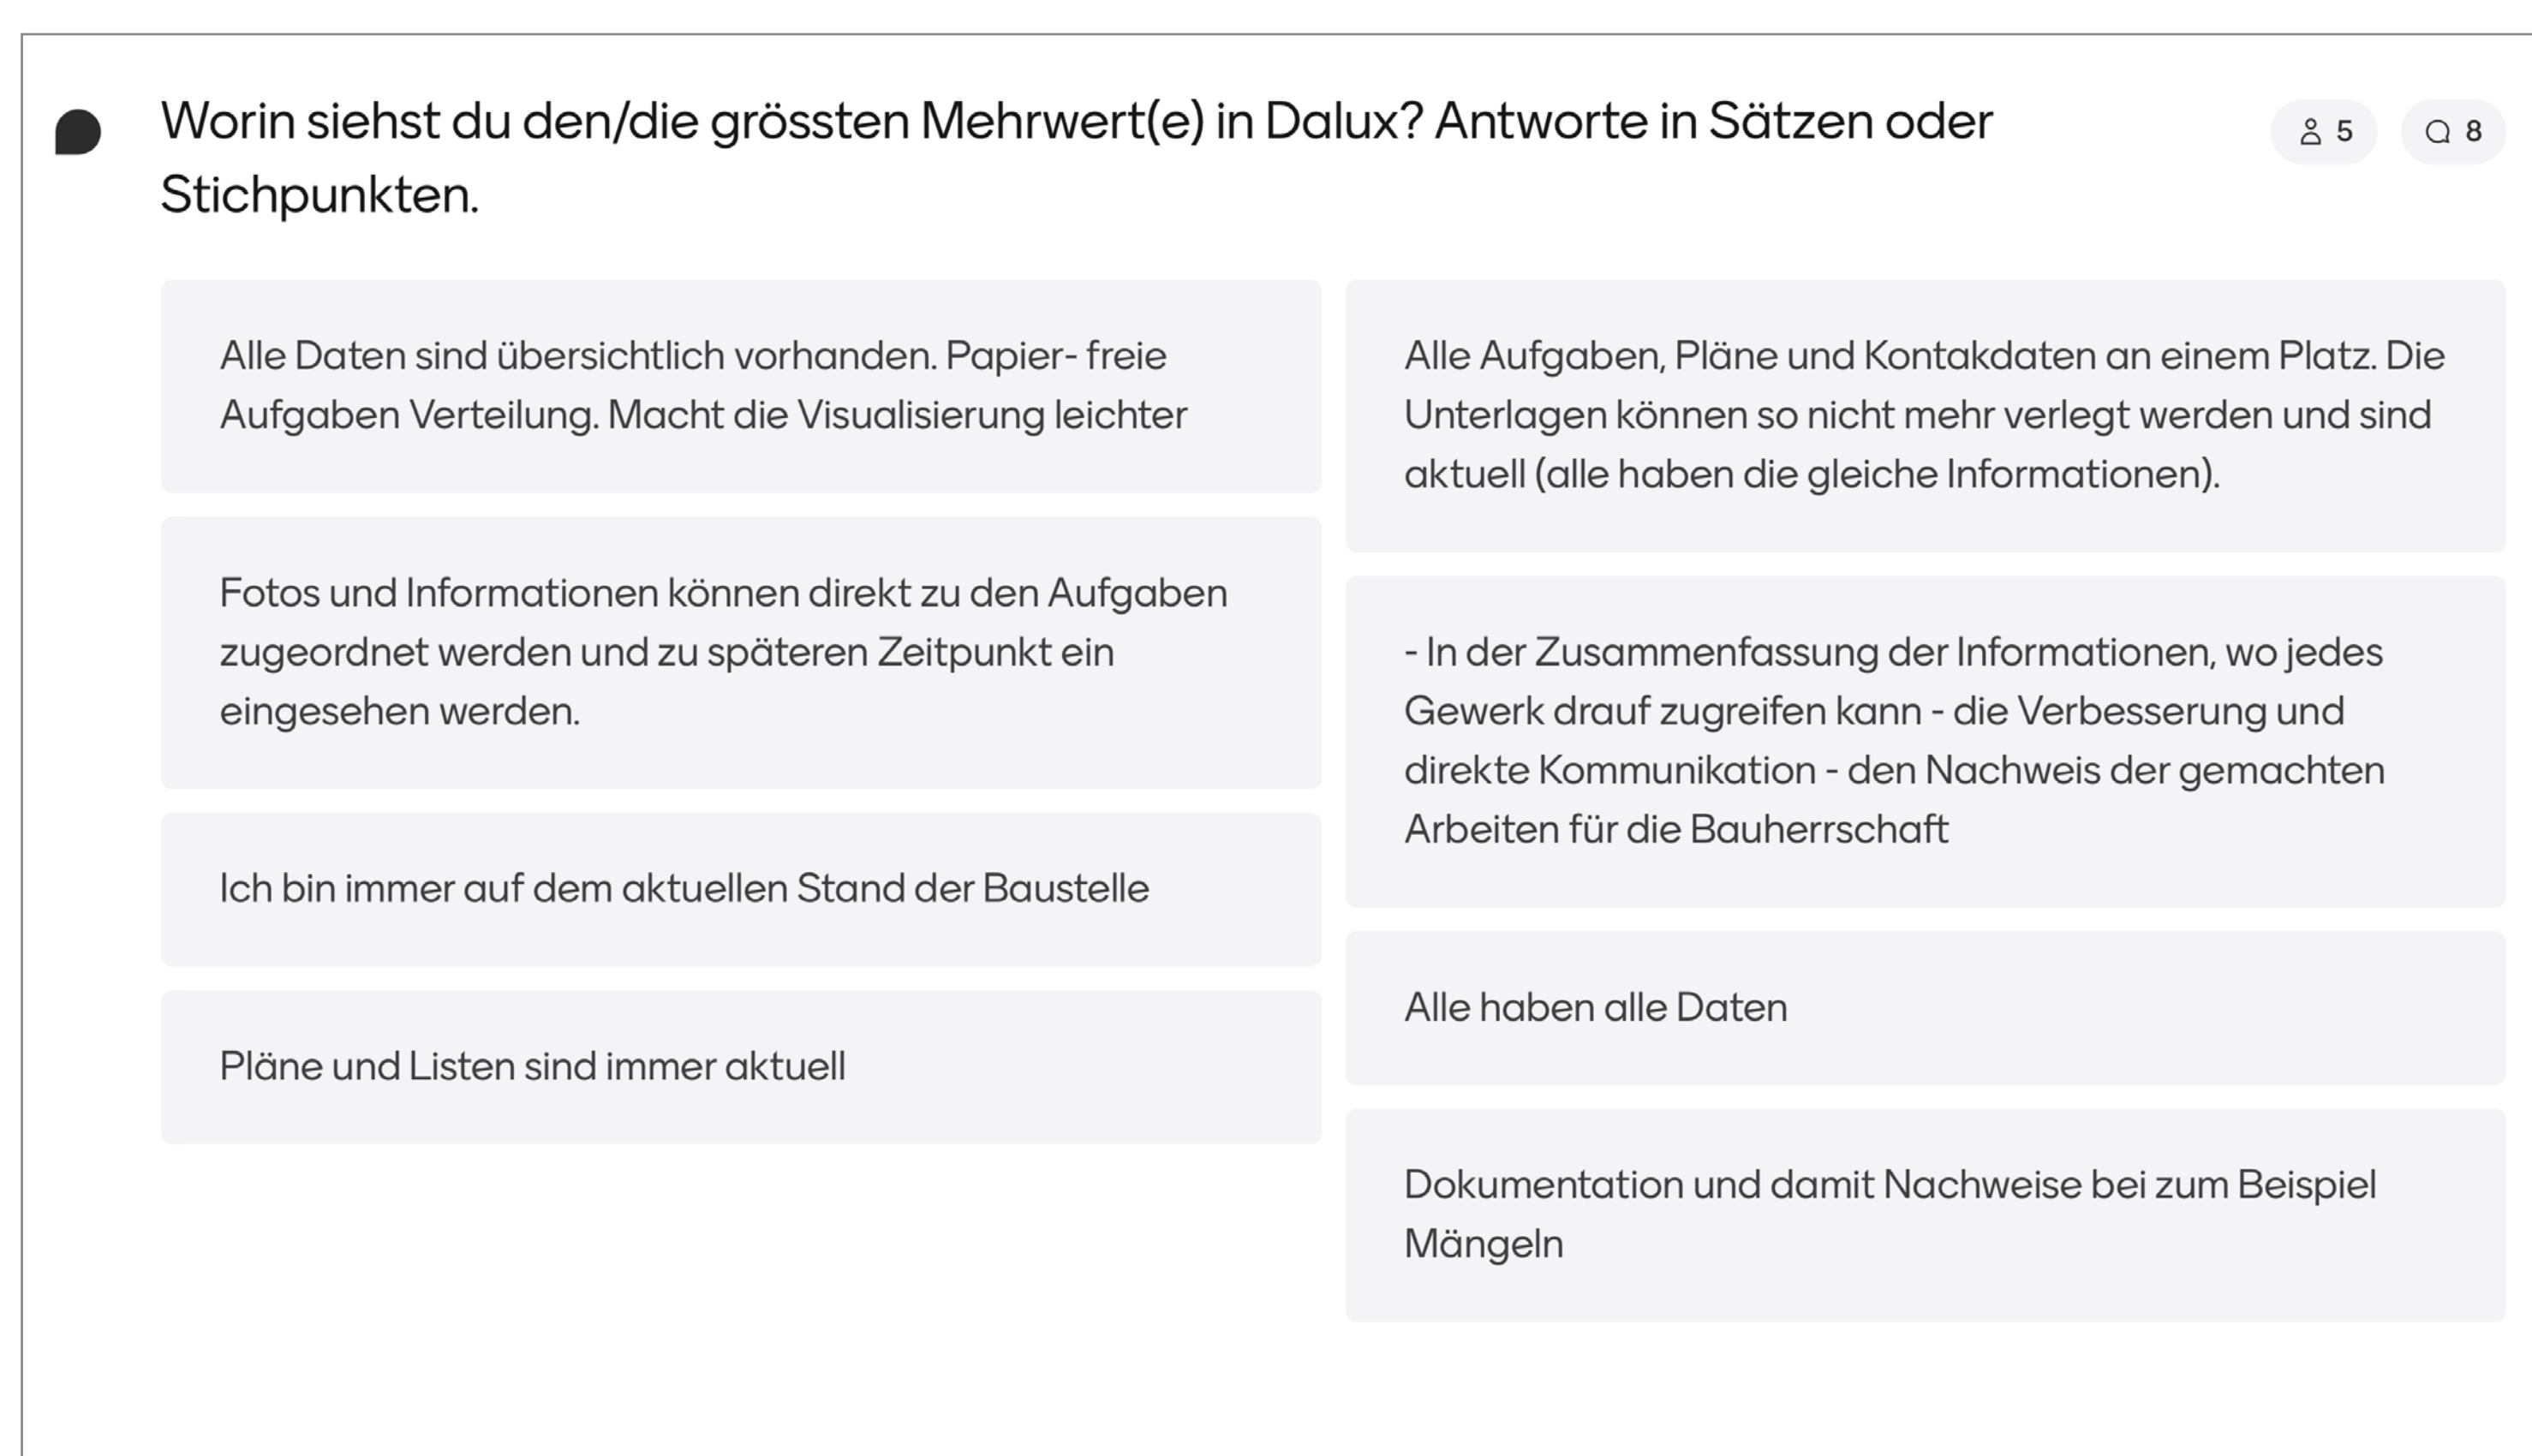 Worin siehst du den/die grössten Mehrwert(e) in Dalux? Antworte in Sätzen oder
Stichpunkten.
5
8
Alle Daten sind übersichtlich vorhanden. Papier- freie
Aufgaben Verteilung. Macht die Visualisierung leichter
Fotos und Informationen können direkt zu den Aufgaben
zugeordnet werden und zu späteren Zeitpunkt ein
eingesehen werden.
Ich bin immer auf dem aktuellen Stand der Baustelle
Pläne und Listen sind immer aktuell
Alle Aufgaben, Pläne und Kontakdaten an einem Platz. Die
Unterlagen können so nicht mehr verlegt werden und sind
aktuell (alle haben die gleiche Informationen).
- In der Zusammenfassung der Informationen, wo jedes
Gewerk drauf zugreifen kann - die Verbesserung und
direkte Kommunikation - den Nachweis der gemachten
Arbeiten für die Bauherrschaft
Alle haben alle Daten
Dokumentation und damit Nachweise bei zum Beispiel
Mängeln